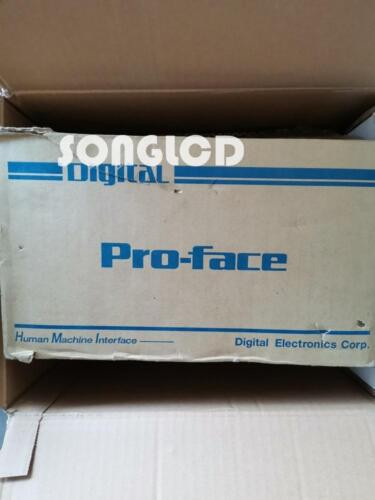 SONGLCD
Digital
Pro-face
Human Machine Interface
Digital Electronics Corp.